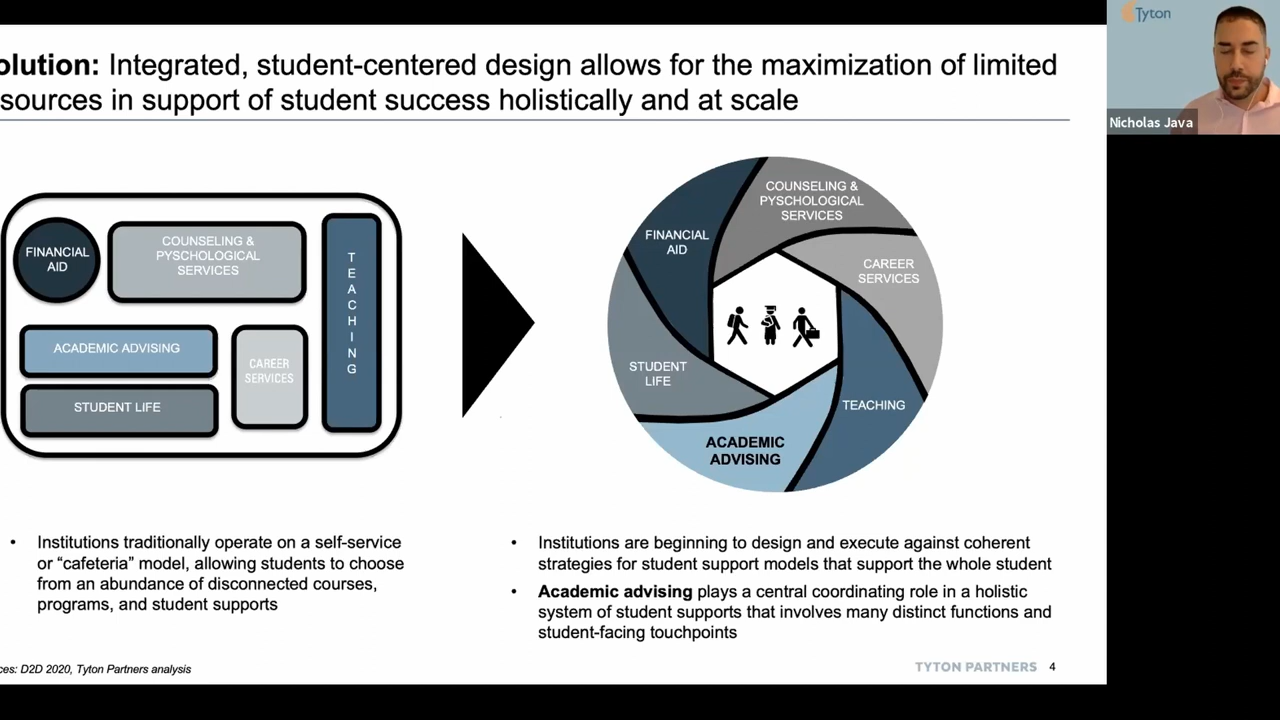 olution: Integrated, student-centered design allows for the maximization of limited
sources in support of student success holistically and at scale
Tyton
Nicholas Java
FINANCIAL
AID
COUNSELING &
PYSCHOLOGICAL
SERVICES
TEACHING
ACADEMIC ADVISING
CAREER
SERVICES
STUDENT LIFE
COUNSELING &
PYSCHOLOGICAL
SERVICES
FINANCIAL
AID
CAREER
SERVICES
STUDENT
LIFE
TEACHING
ACADEMIC
ADVISING
• Institutions traditionally operate on a self-service
or “cafeteria” model, allowing students to choose
from an abundance of disconnected courses,
programs, and student supports
• Institutions are beginning to design and execute against coherent
strategies for student support models that support the whole student
• Academic advising plays a central coordinating role in a holistic
system of student supports that involves many distinct functions and
student-facing touchpoints
ces: D2D 2020, Tyton Partners analysis
TYTON PARTNERS 4